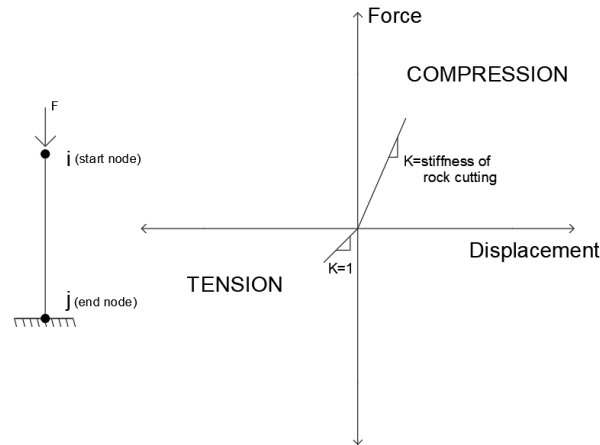 Force
COMPRESSION
F
i (start node)
K=stiffness of
rock cutting
Displacement
K=1
TENSION
j (end node)